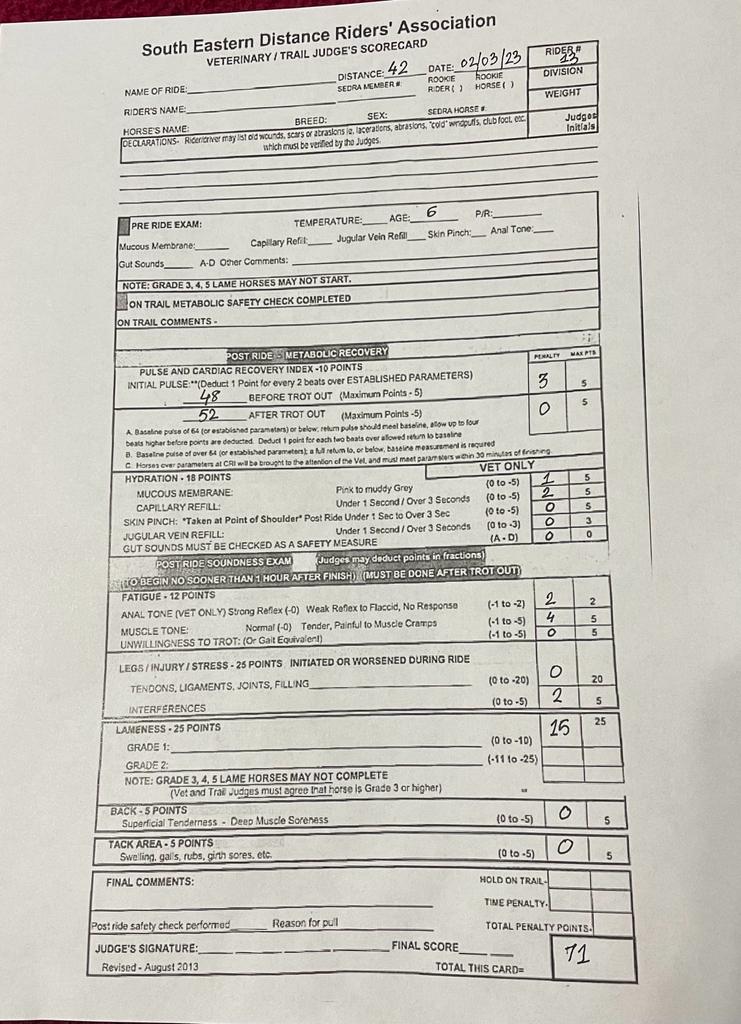 South Eastern Distance Riders' Association
VETERINARY / TRAIL JUDGE'S SCORECARD
NAME OF RIDE: DISTANCE: 42 DATE: 02/03/23 RIDER # 13
SEDRA MEMBER #: ROOKIE RIDER ( ) ROOKIE HORSE ( ) DIVISION
RIDER'S NAME: WEIGHT
HORSE'S NAME: BREED: SEX: SEDRA HORSE #: Judges Initials
DECLARATIONS- Rider/driver may list old wounds, scars or abrasions ie, lacerations, abrasions, "cold" windpuffs, club foot, etc.
which must be verified by the Judges.
PRE RIDE EXAM: TEMPERATURE: AGE: 6 P/R:
Mucous Membrane: Capillary Refill: Jugular Vein Refill Skin Pinch: Anal Tone:
Gut Sounds A-D Other Comments:
NOTE: GRADE 3, 4, 5 LAME HORSES MAY NOT START.
ON TRAIL METABOLIC SAFETY CHECK COMPLETED
ON TRAIL COMMENTS -
POST RIDE - METABOLIC RECOVERY PENALTY MAX PTS
PULSE AND CARDIAC RECOVERY INDEX -10 POINTS
INITIAL PULSE:**(Deduct 1 Point for every 2 beats over ESTABLISHED PARAMETERS)
48 BEFORE TROT OUT (Maximum Points - 5) 3 5
52 AFTER TROT OUT (Maximum Points -5) 0 5
A. Baseline pulse of 64 (or established parameters) or below; return pulse should meet baseline, allow up to four
beats higher before points are deducted. Deduct 1 point for each two beats over allowed return to baseline
B. Baseline pulse of over 64 (or established parameters); a full return to, or below, baseline measurement is required
C. Horses over parameters at CRI will be brought to the attention of the Vet, and must meet parameters within 30 minutes of finishing.
HYDRATION - 18 POINTS VET ONLY
MUCOUS MEMBRANE: Pink to muddy Grey (0 to -5) 1 5
CAPILLARY REFILL: Under 1 Second / Over 3 Seconds (0 to -5) 2 5
SKIN PINCH: *Taken at Point of Shoulder* Post Ride Under 1 Sec to Over 3 Sec (0 to -5) 0 5
JUGULAR VEIN REFILL: Under 1 Second / Over 3 Seconds (0 to -3) 0 3
GUT SOUNDS MUST BE CHECKED AS A SAFETY MEASURE (A - D) 0 0
POST RIDE SOUNDNESS EXAM (Judges may deduct points in fractions)
(TO BEGIN NO SOONER THAN 1 HOUR AFTER FINISH) (MUST BE DONE AFTER TROT OUT)
FATIGUE - 12 POINTS
ANAL TONE (VET ONLY) Strong Reflex (-0) Weak Reflex to Flaccid, No Response (-1 to -2) 2 2
MUSCLE TONE: Normal (-0) Tender, Painful to Muscle Cramps (-1 to -5) 4 5
UNWILLINGNESS TO TROT: (Or Gait Equivalent) (-1 to -5) 0 5
LEGS / INJURY / STRESS - 25 POINTS INITIATED OR WORSENED DURING RIDE
TENDONS, LIGAMENTS, JOINTS, FILLING (0 to -20) 0 20
INTERFERENCES (0 to -5) 2 5
LAMENESS - 25 POINTS 15 25
GRADE 1: (0 to -10)
GRADE 2: (-11 to -25)
NOTE: GRADE 3, 4, 5 LAME HORSES MAY NOT COMPLETE
(Vet and Trail Judges must agree that horse is Grade 3 or higher)
BACK - 5 POINTS
Superficial Tenderness - Deep Muscle Soreness (0 to -5) 0 5
TACK AREA - 5 POINTS
Swelling, galls, rubs, girth sores, etc. (0 to -5) 0 5
FINAL COMMENTS: HOLD ON TRAIL-
TIME PENALTY-
Post ride safety check performed Reason for pull TOTAL PENALTY POINTS-
JUDGE'S SIGNATURE: FINAL SCORE
Revised - August 2013 TOTAL THIS CARD= 71